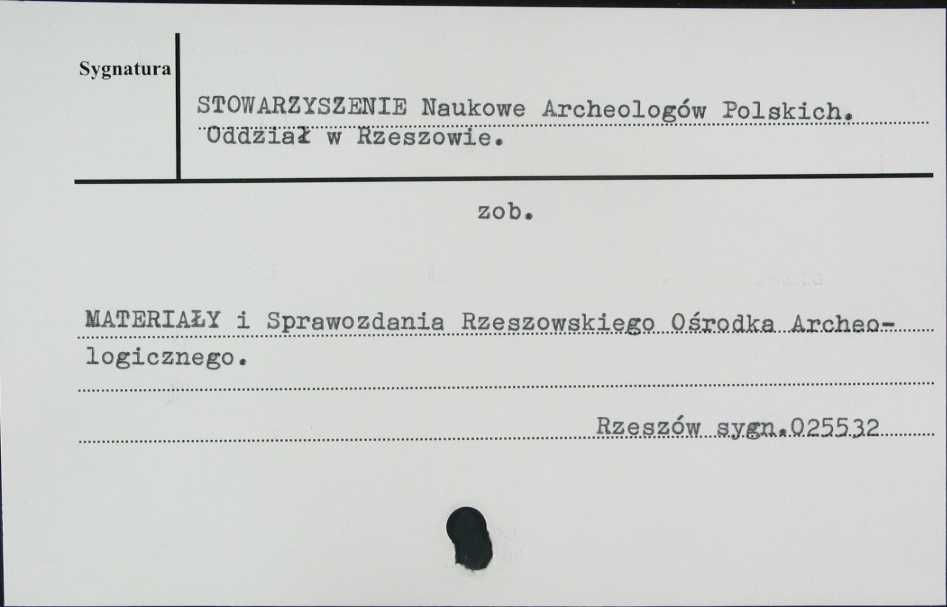 Sygnatura
STOWARZYSZENIE Naukowe Archeologów Polskich.
Oddział w Rzeszowie.
zob.
MATERIAŁY i Sprawozdania Rzeszowskiego Ośrodka Archeo-
logicznego.
Rzeszów sygn.025532